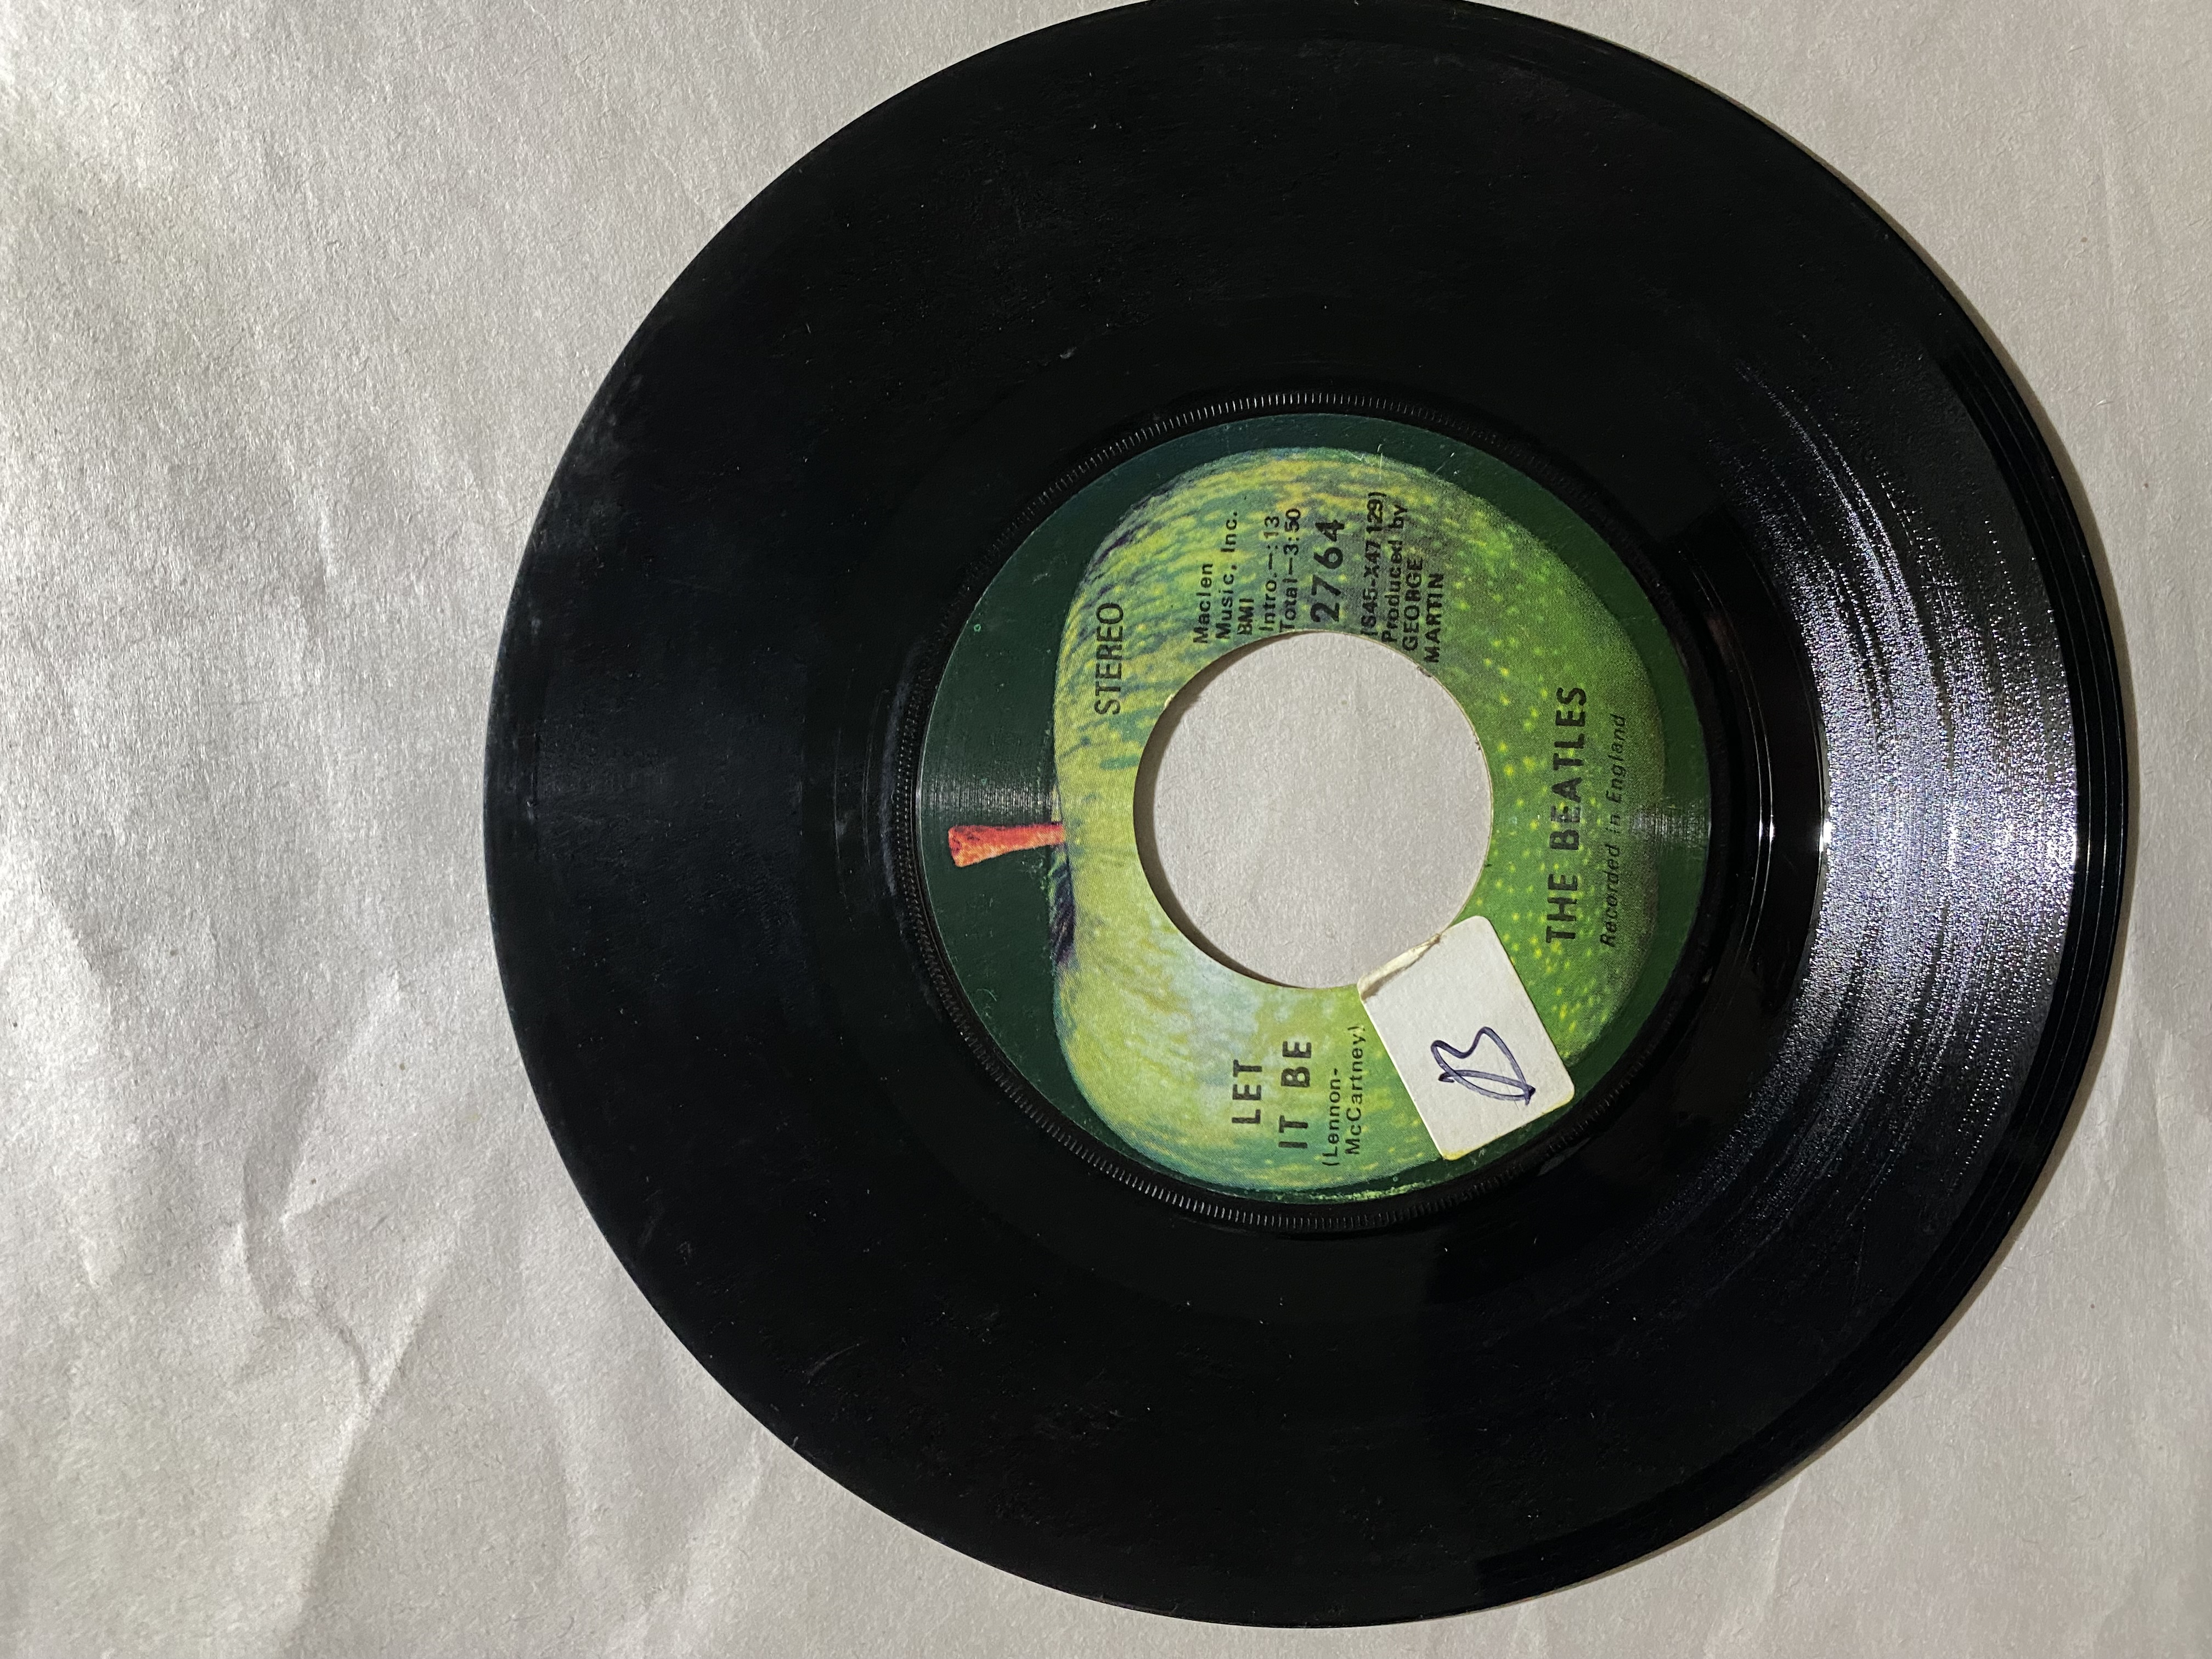 STEREO
Maclen
Music, Inc.
BMI
Intro.—:13
Total—3:50
2764
(S45-X47129)
Produced by
GEORGE
MARTIN
LET
IT BE
(Lennon-
McCartney)
B
THE BEATLES
Recorded in England